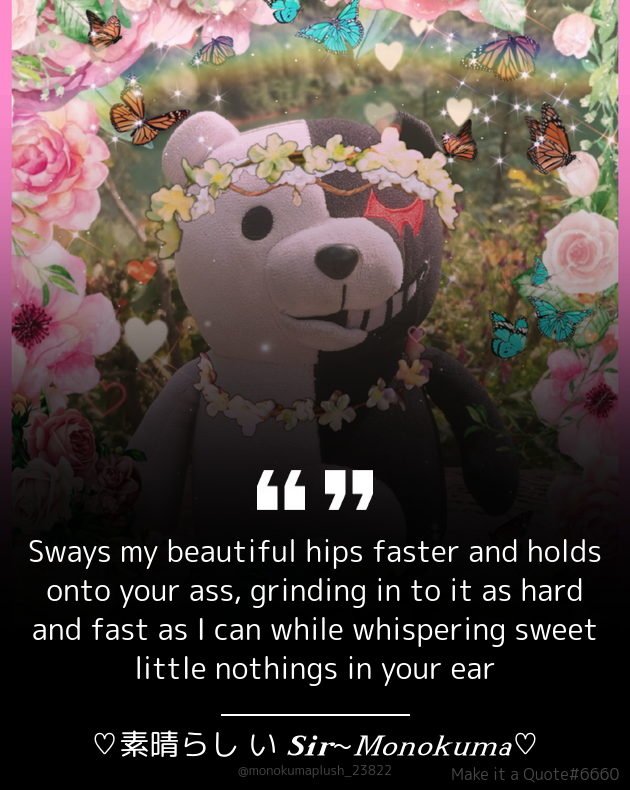 ❝ ❞
Sways my beautiful hips faster and holds
onto your ass, grinding in to it as hard
and fast as I can while whispering sweet
little nothings in your ear
♡素晴らし い Sir~Monokuma♡
@monokumaplush_23822
Make it a Quote#6660